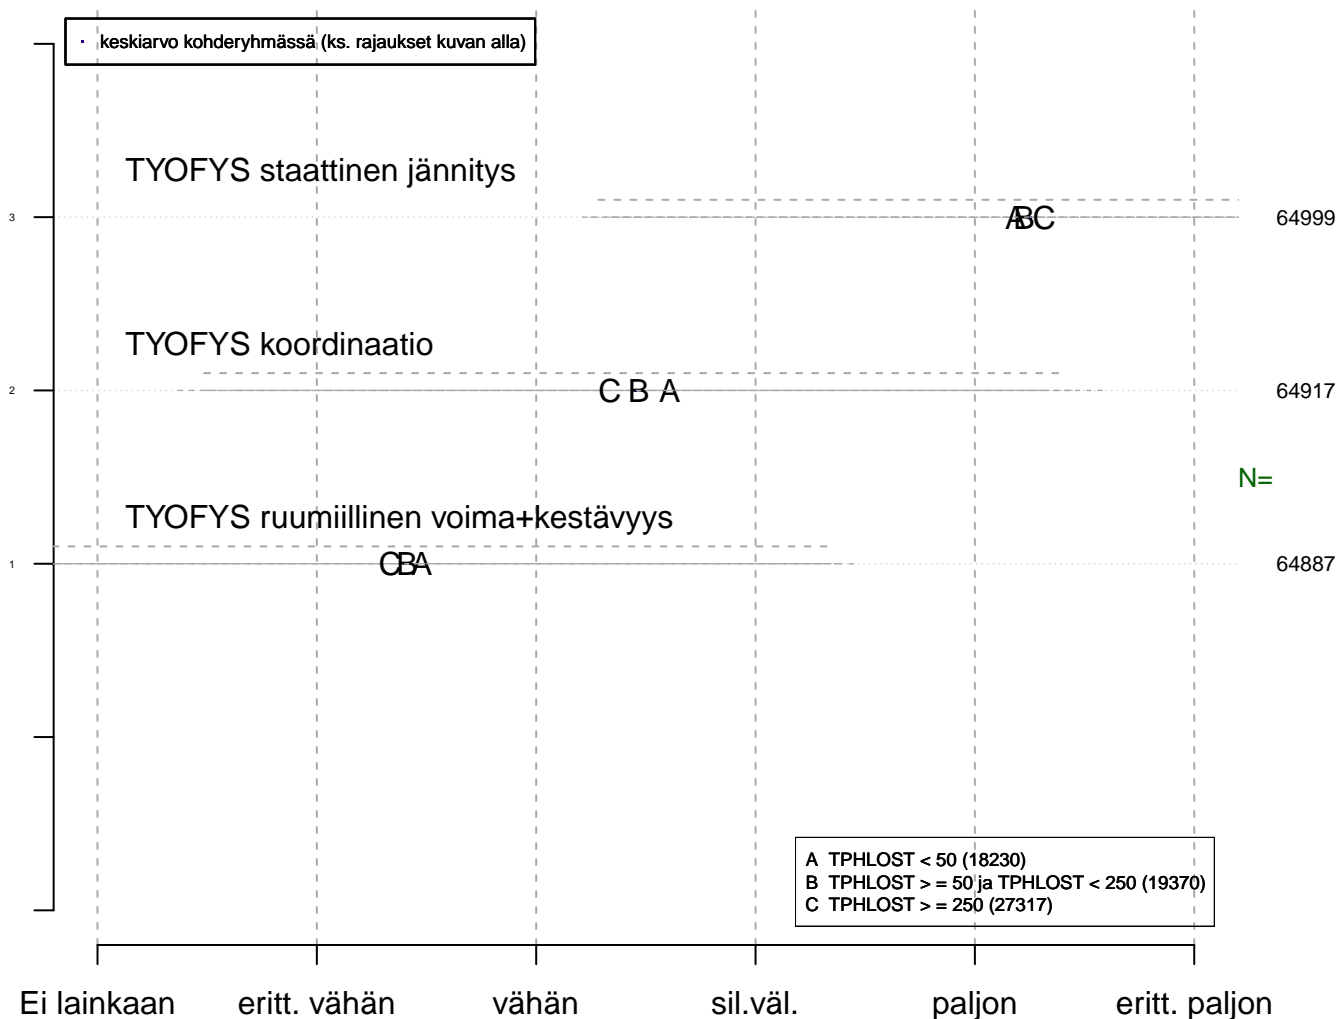 keskiarvo kohderyhmässä (ks. rajaukset kuvan alla)
TYOFYS staattinen jännitys
3 A B C 64999
TYOFYS koordinaatio
2 C B A 64917
N=
TYOFYS ruumiillinen voima+kestävyys
1 C B A 64887
A TPHLOST < 50 (18230)
B TPHLOST > = 50 ja TPHLOST < 250 (19370)
C TPHLOST > = 250 (27317)
Ei lainkaan eritt. vähän vähän sil.väl. paljon eritt. paljon